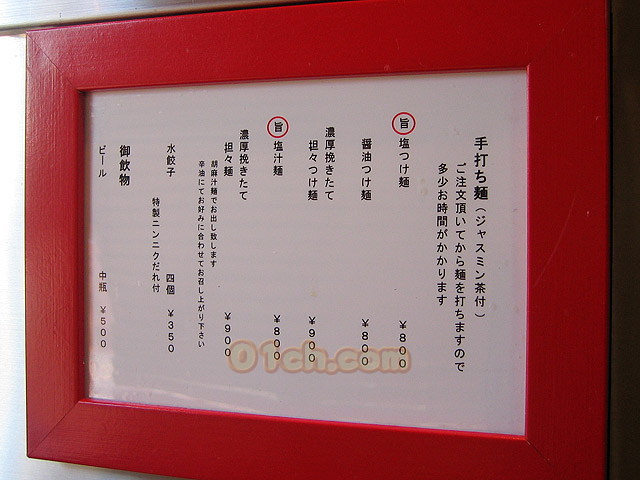 手打ち麺（ジャスミン茶付）
ご注文頂いてから麺を打ちますので
多少お時間がかかります
旨 塩つけ麺 ￥800
醤油つけ麺 ￥800
濃厚挽きたて
担々つけ麺 ￥900
旨 塩汁麺 ￥800
濃厚挽きたて
担々麺 ￥900
胡麻汁麺でお出し致します
辛油にてお好みに合わせてお召し上がり下さい
水餃子 四個 ￥350
特製ニンニクだれ付
御飲物
ビール 中瓶 ￥500
01ch.com